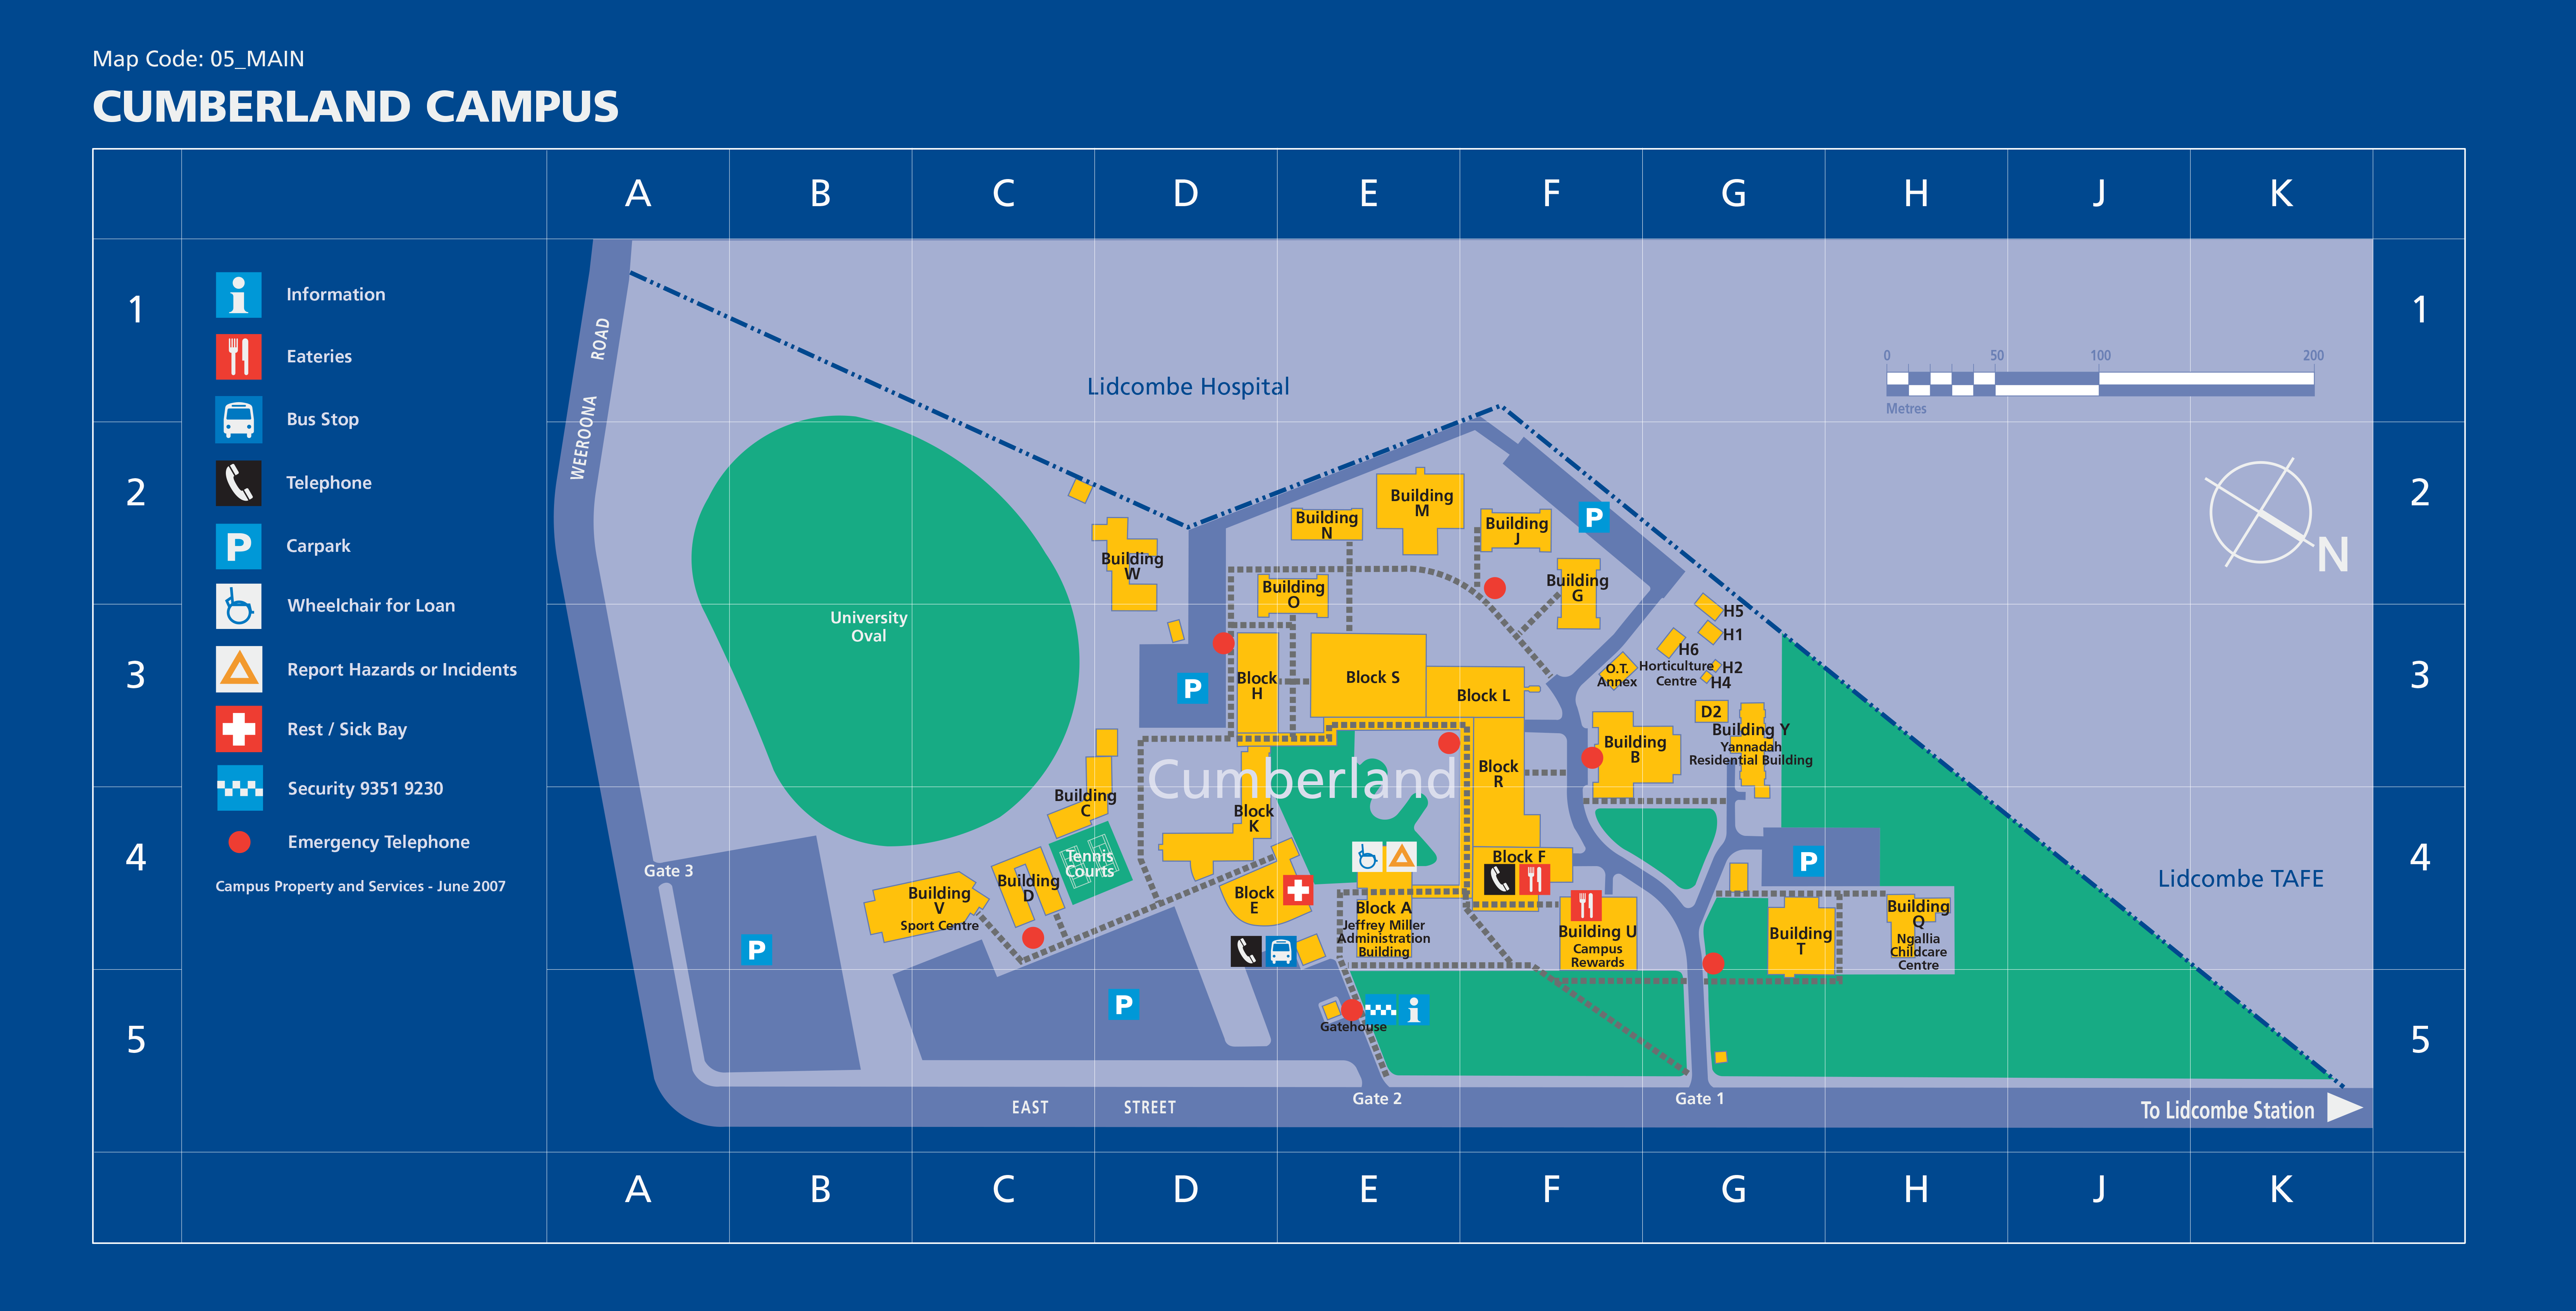 Map Code: 05_MAIN
CUMBERLAND CAMPUS
A B C D E F G H J K
1 1
2 2
3 3
4 4
5 5
Information
Eateries
Bus Stop
Telephone
P Carpark
Wheelchair for Loan
Report Hazards or Incidents
Rest / Sick Bay
Security 9351 9230
Emergency Telephone
Campus Property and Services - June 2007
WEEROONA ROAD
Lidcombe Hospital
0 50 100 200
Metres
N
University
Oval
Building
W
Building
N
Building
M
Building
J
P
Building
O
Building
G
H5
H1
H6
Horticulture
Centre
H2
H4
O.T.
Annex
P
Block
H
Block S
Block L
D2
Building Y
Yannadah
Residential Building
Building
B
Block
R
Cumberland
Building
C
Block
K
Tennis
Courts
Gate 3
Building
D
Building
V
Sport Centre
Block
E
Block F
P
Lidcombe TAFE
Block A
Jeffrey Miller
Administration
Building
Building U
Campus
Rewards
Building
T
Building
Q
Ngallia
Childcare
Centre
P
P
Gatehouse
Gate 2
Gate 1
EAST STREET
To Lidcombe Station
A B C D E F G H J K